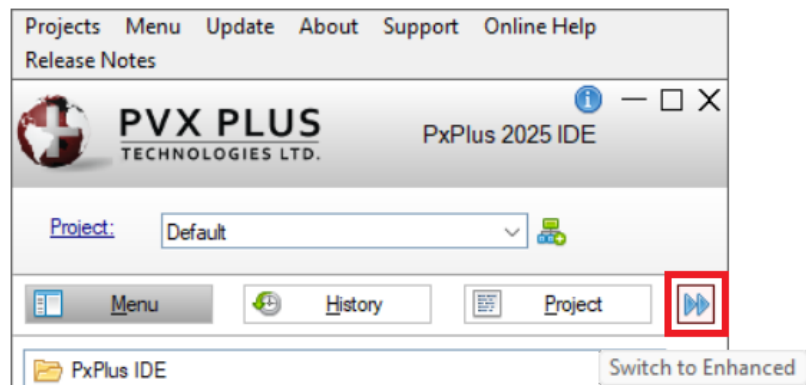 Projects Menu Update About Support Online Help
Release Notes
PVX PLUS
TECHNOLOGIES LTD.
PxPlus 2025 IDE
Project: Default
Menu History Project
PxPlus IDE
Switch to Enhanced